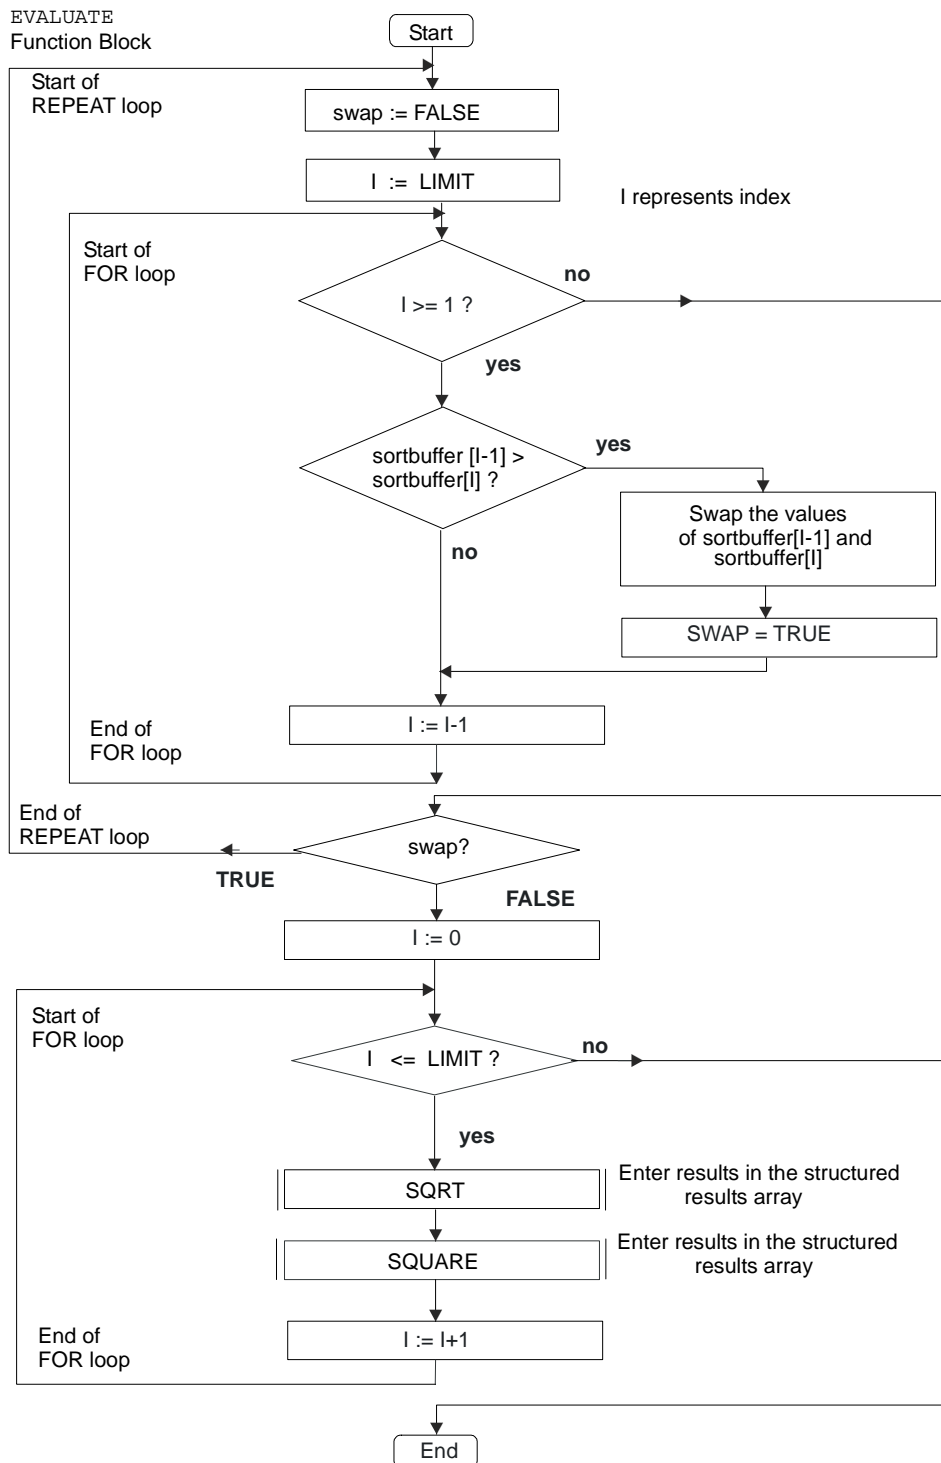 EVALUATE
Function Block
Start
Start of
REPEAT loop
swap := FALSE
I := LIMIT
I represents index
Start of
FOR loop
no
I >= 1 ?
yes
sortbuffer [I-1] >
sortbuffer[I] ?
yes
Swap the values
of sortbuffer[I-1] and
sortbuffer[I]
no
SWAP = TRUE
I := I-1
End of
FOR loop
End of
REPEAT loop
swap?
TRUE
FALSE
I := 0
Start of
FOR loop
I <= LIMIT ?
no
yes
SQRT
Enter results in the structured
results array
SQUARE
Enter results in the structured
results array
I := I+1
End of
FOR loop
End